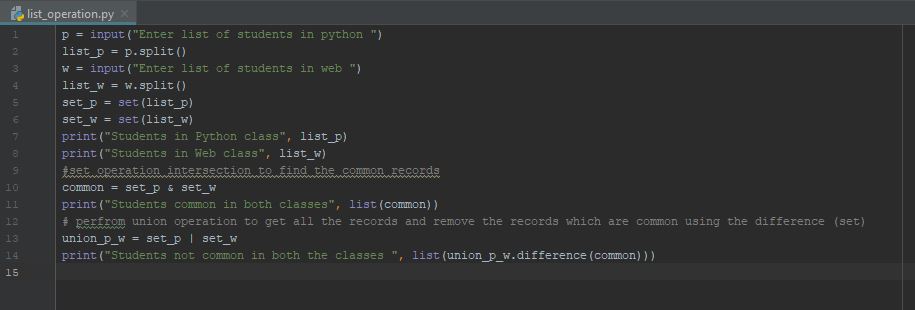 list_operation.py
1 p = input("Enter list of students in python ")
2 list_p = p.split()
3 w = input("Enter list of students in web ")
4 list_w = w.split()
5 set_p = set(list_p)
6 set_w = set(list_w)
7 print("Students in Python class", list_p)
8 print("Students in Web class", list_w)
9 #set operation intersection to find the common records
10 common = set_p & set_w
11 print("Students common in both classes", list(common))
12 # perfrom union operation to get all the records and remove the records which are common using the difference (set)
13 union_p_w = set_p | set_w
14 print("Students not common in both the classes ", list(union_p_w.difference(common)))
15